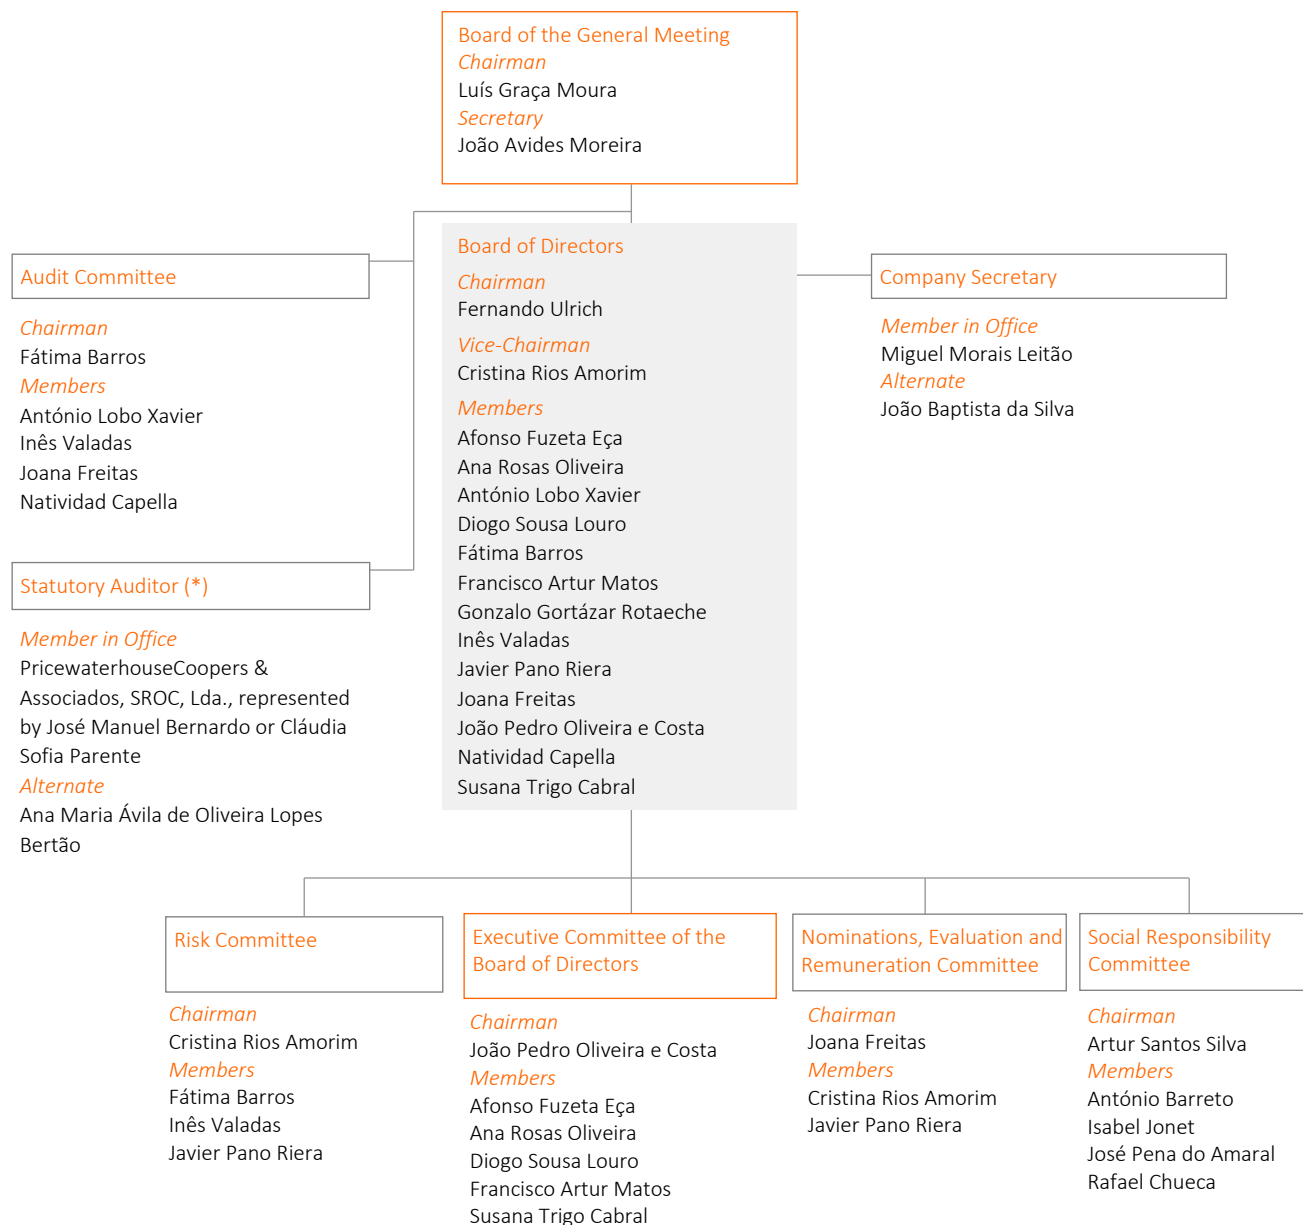 Board of the General Meeting
Chairman
Luís Graça Moura
Secretary
João Avides Moreira
Audit Committee
Chairman
Fátima Barros
Members
António Lobo Xavier
Inês Valadas
Joana Freitas
Natividad Capella
Statutory Auditor (*)
Member in Office
PricewaterhouseCoopers &
Associados, SROC, Lda., represented
by José Manuel Bernardo or Cláudia
Sofia Parente
Alternate
Ana Maria Ávila de Oliveira Lopes
Bertão
Board of Directors
Chairman
Fernando Ulrich
Vice-Chairman
Cristina Rios Amorim
Members
Afonso Fuzeta Eça
Ana Rosas Oliveira
António Lobo Xavier
Diogo Sousa Louro
Fátima Barros
Francisco Artur Matos
Gonzalo Gortázar Rotaeche
Inês Valadas
Javier Pano Riera
Joana Freitas
João Pedro Oliveira e Costa
Natividad Capella
Susana Trigo Cabral
Company Secretary
Member in Office
Miguel Morais Leitão
Alternate
João Baptista da Silva
Risk Committee
Chairman
Cristina Rios Amorim
Members
Fátima Barros
Inês Valadas
Javier Pano Riera
Executive Committee of the
Board of Directors
Chairman
João Pedro Oliveira e Costa
Members
Afonso Fuzeta Eça
Ana Rosas Oliveira
Diogo Sousa Louro
Francisco Artur Matos
Susana Trigo Cabral
Nominations, Evaluation and
Remuneration Committee
Chairman
Joana Freitas
Members
Cristina Rios Amorim
Javier Pano Riera
Social Responsibility
Committee
Chairman
Artur Santos Silva
Members
António Barreto
Isabel Jonet
José Pena do Amaral
Rafael Chueca